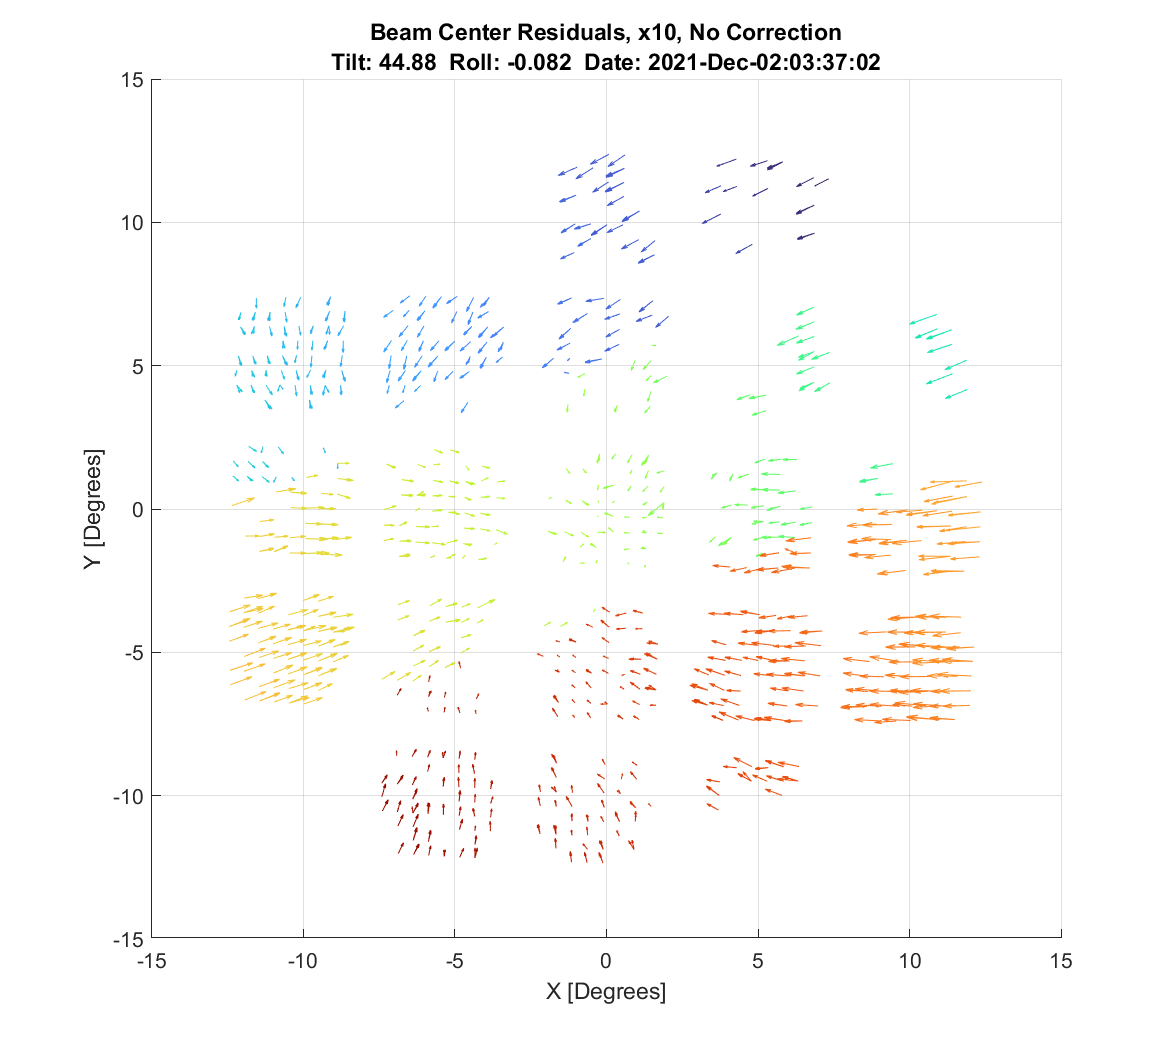 Beam Center Residuals, x10, No Correction
Tilt: 44.88 Roll: -0.082 Date: 2021-Dec-02:03:37:02
15
10
5
0
-5
-10
-15
Y [Degrees]
-15 -10 -5 0 5 10 15
X [Degrees]